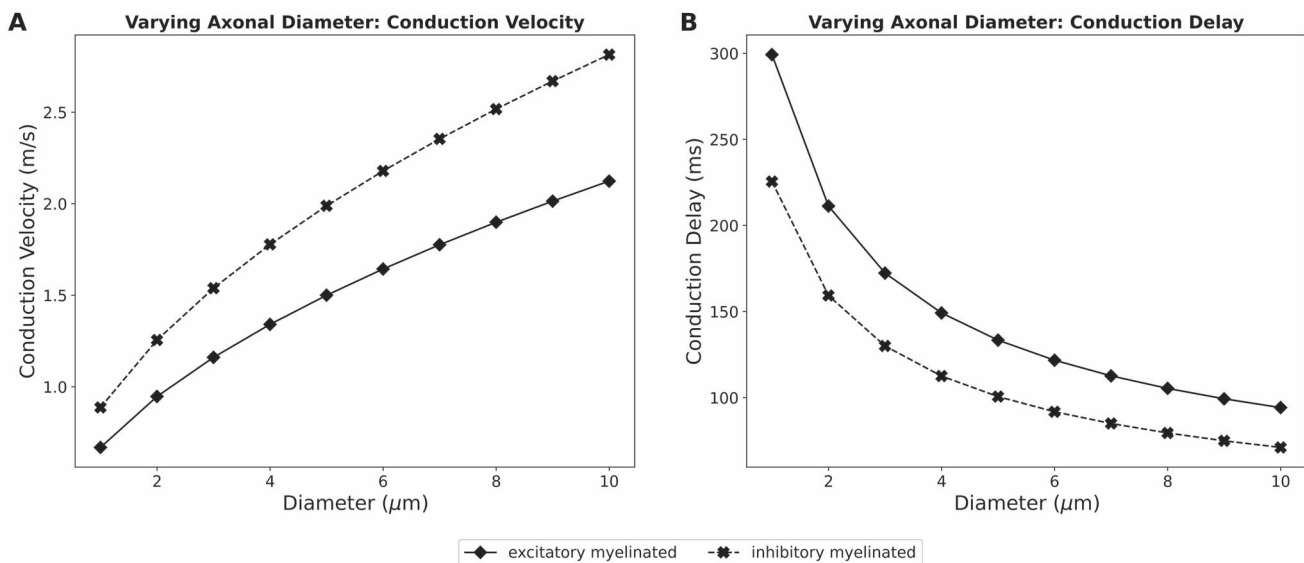 A
Varying Axonal Diameter: Conduction Velocity
Conduction Velocity (m/s)
2.5
2.0
1.5
1.0
2 4 6 8 10
Diameter (μm)
B
Varying Axonal Diameter: Conduction Delay
Conduction Delay (ms)
300
250
200
150
100
2 4 6 8 10
Diameter (μm)
excitatory myelinated inhibitory myelinated